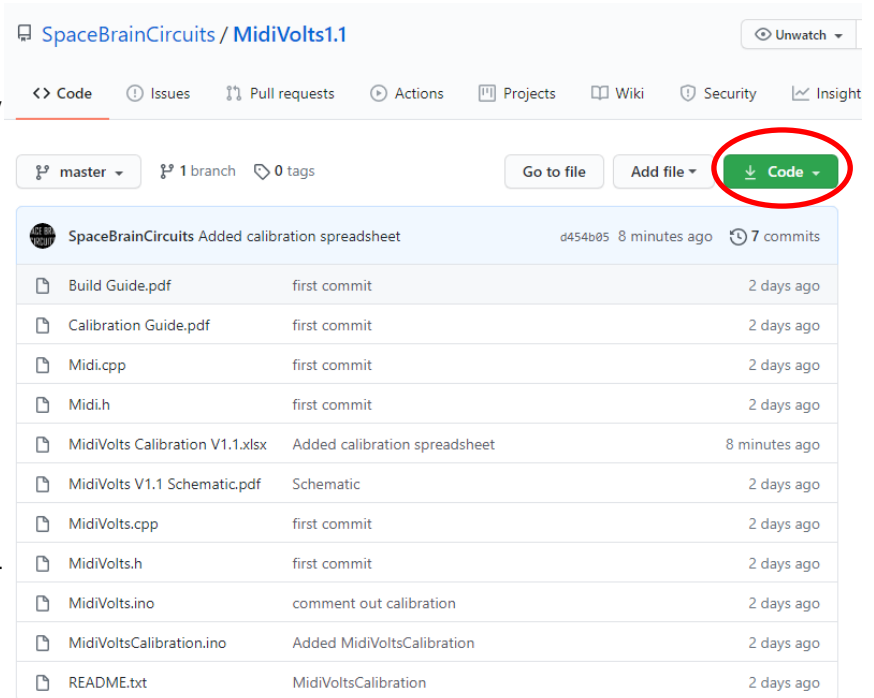 SpaceBrainCircuits / MidiVolts1.1
Unwatch
<> Code Issues Pull requests Actions Projects Wiki Security Insight
master 1 branch 0 tags Go to file Add file Code
SpaceBrainCircuits Added calibration spreadsheet d454b05 8 minutes ago 7 commits
Build Guide.pdf first commit 2 days ago
Calibration Guide.pdf first commit 2 days ago
Midi.cpp first commit 2 days ago
Midi.h first commit 2 days ago
MidiVolts Calibration V1.1.xlsx Added calibration spreadsheet 8 minutes ago
MidiVolts V1.1 Schematic.pdf Schematic 2 days ago
MidiVolts.cpp first commit 2 days ago
MidiVolts.h first commit 2 days ago
MidiVolts.ino comment out calibration 2 days ago
MidiVoltsCalibration.ino Added MidiVoltsCalibration 2 days ago
README.txt MidiVoltsCalibration 2 days ago